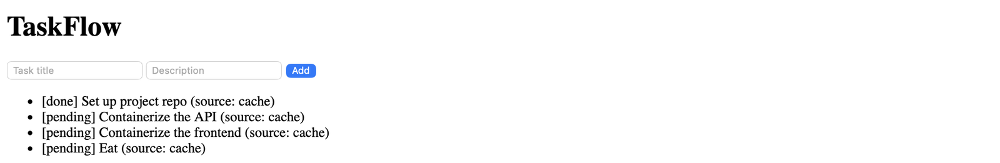 TaskFlow
Task title Description Add
[done] Set up project repo (source: cache)
[pending] Containerize the API (source: cache)
[pending] Containerize the frontend (source: cache)
[pending] Eat (source: cache)